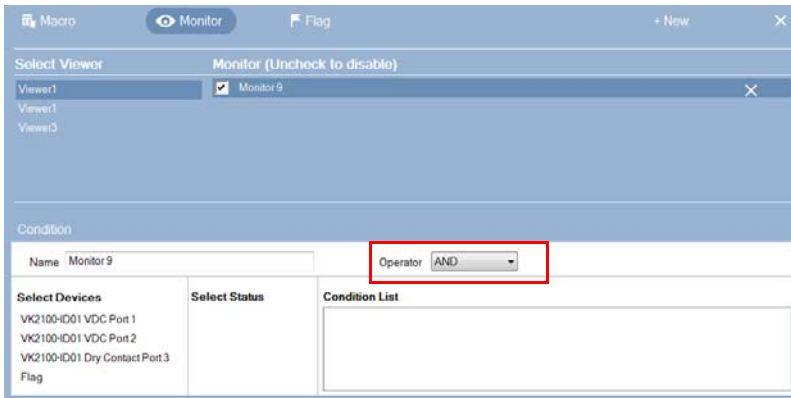 Macro Monitor Flag + New
Select Viewer Monitor (Uncheck to disable)
Viewer1 Monitor 9
Viewer1
Viewer3
Condition
Name Monitor 9 Operator AND
Select Devices Select Status Condition List
VK2100-ID01 VDC Port 1
VK2100-ID01 VDC Port 2
VK2100-ID01 Dry Contact Port 3
Flag